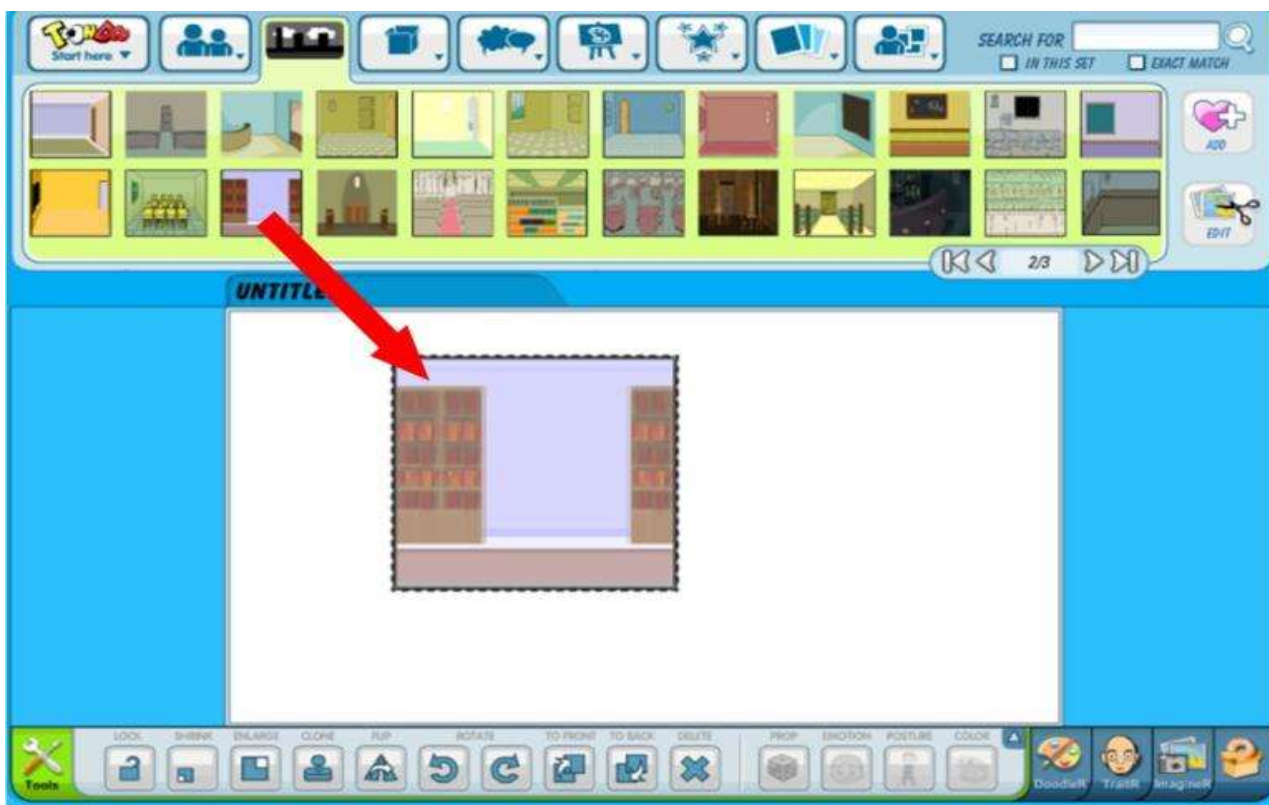 TOONDOO
Start here
SEARCH FOR
IN THIS SET
EXACT MATCH
ADD
EDIT
2/3
LOCK
SHRINK
ENLARGE
CLONE
FLIP
ROTATE
TO FRONT
TO BACK
DELETE
PROP
EMOTION
POSTURE
COLOR
Tools
DoodleR
TraitR
ImagineR